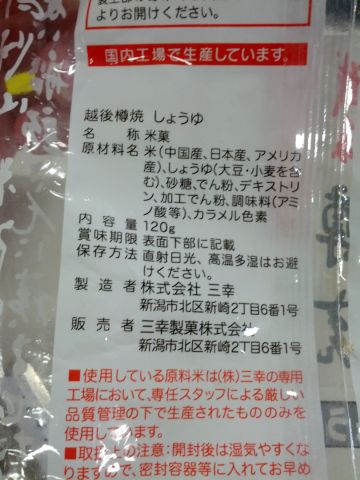 よりお開けください。
国内工場で生産しています。
越後樽焼 しょうゆ
名　　称 米菓
原材料名 米(中国産、日本産、アメリカ
産)、しょうゆ(大豆・小麦を含
む)、砂糖、でん粉、デキストリ
ン、加工でん粉、調味料(アミ
ノ酸等)、カラメル色素
内 容 量 120g
賞味期限 表面下部に記載
保存方法 直射日光、高温多湿はお避
けください。
製 造 者 株式会社 三幸
新潟市北区新崎2丁目6番1号
販 売 者 三幸製菓株式会社
新潟市北区新崎2丁目6番1号
■使用している原料米は(株)三幸の専用
工場において、専任スタッフによる厳しい
品質管理の下で生産されたもののみを
使用しています。
■取扱上の注意:開封後は湿気やすくな
りますので、密封容器等に入れてお早め